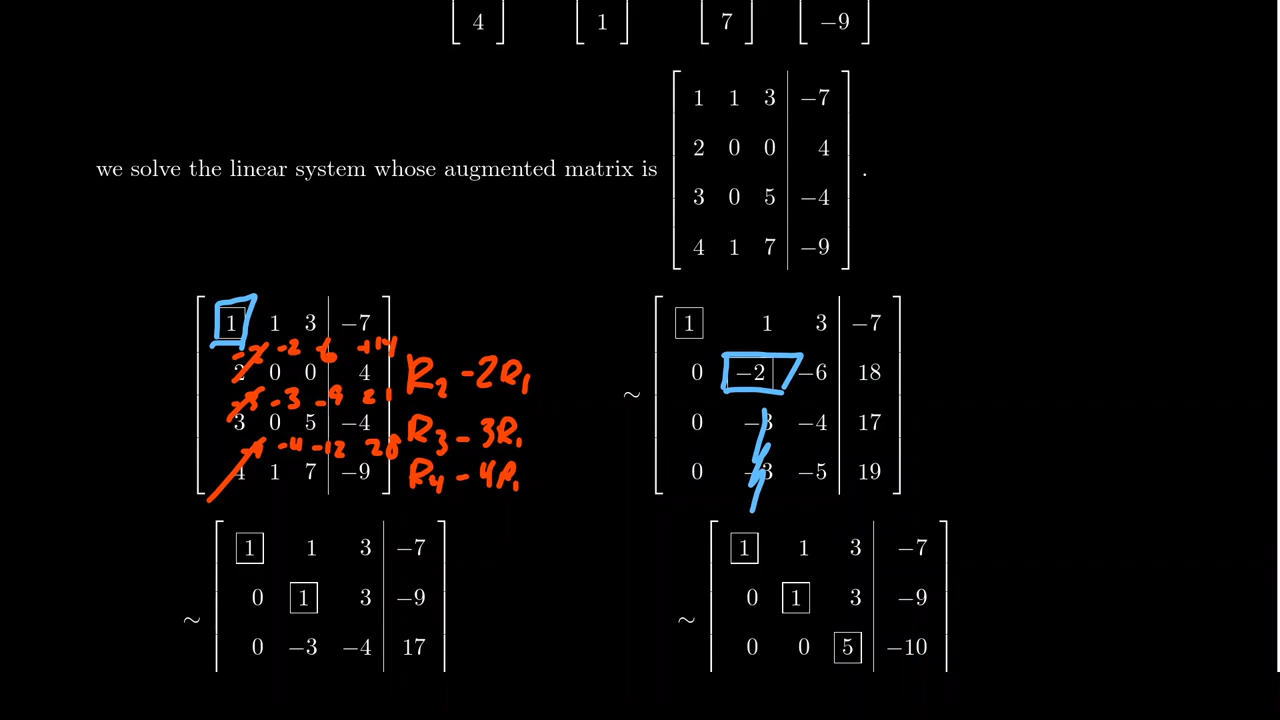 4 1 7 −9
we solve the linear system whose augmented matrix is
1 1 3 −7
2 0 0 4
3 0 5 −4
4 1 7 −9
.
1 1 3 −7
-2 -2 -6 +14
2 0 0 4 R2 - 2R1
-3 -3 -9 21
3 0 5 −4 R3 - 3R1
-4 -4 -12 28
4 1 7 −9 R4 - 4R1
∼
1 1 3 −7
0 −2 −6 18
0 −3 −4 17
0 −3 −5 19
∼
1 1 3 −7
0 1 3 −9
0 −3 −4 17
∼
1 1 3 −7
0 1 3 −9
0 0 5 −10